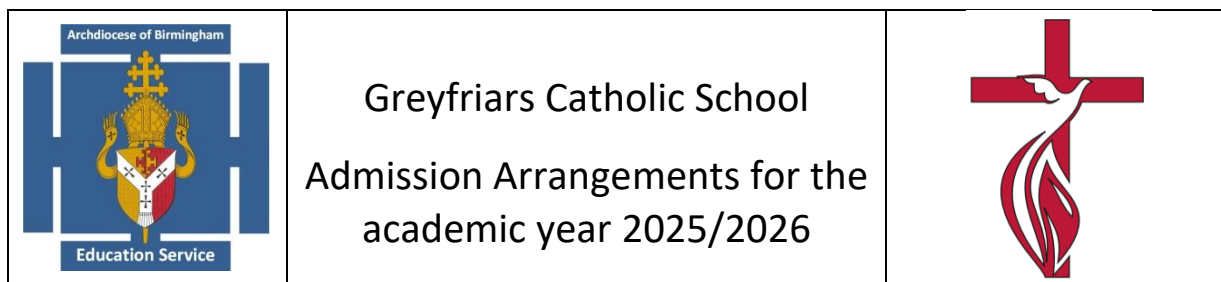 Archdiocese of Birmingham
Education Service
Greyfriars Catholic School
Admission Arrangements for the
academic year 2025/2026